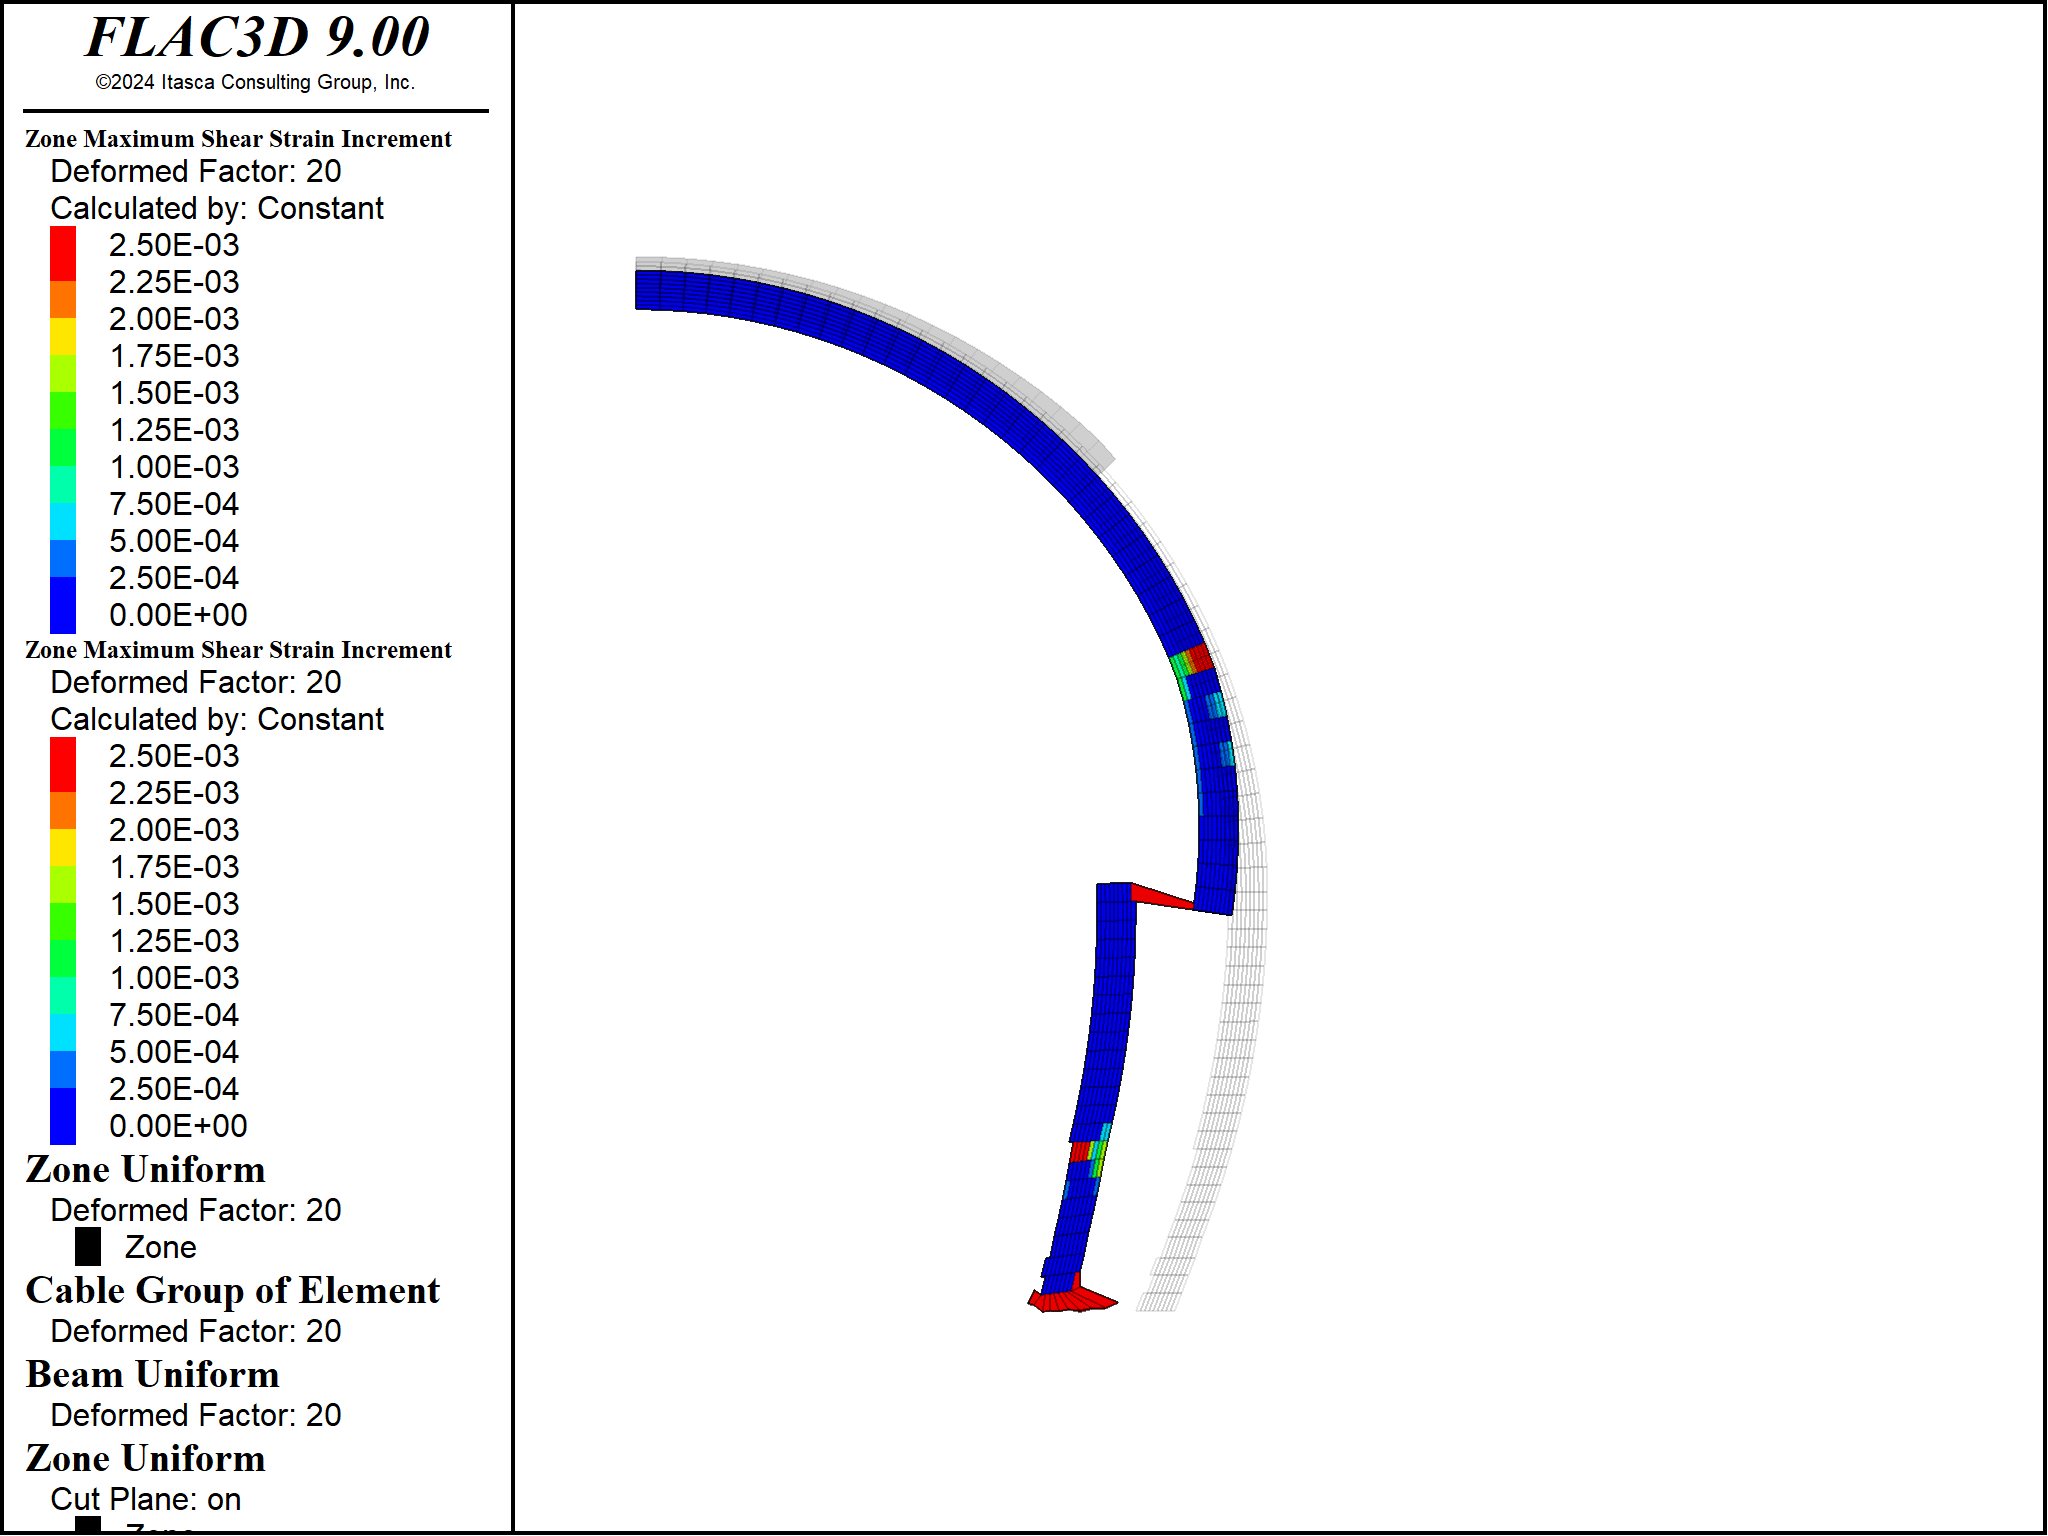 FLAC3D 9.00
©2024 Itasca Consulting Group, Inc.
Zone Maximum Shear Strain Increment
Deformed Factor: 20
Calculated by: Constant
2.50E-03
2.25E-03
2.00E-03
1.75E-03
1.50E-03
1.25E-03
1.00E-03
7.50E-04
5.00E-04
2.50E-04
0.00E+00
Zone Maximum Shear Strain Increment
Deformed Factor: 20
Calculated by: Constant
2.50E-03
2.25E-03
2.00E-03
1.75E-03
1.50E-03
1.25E-03
1.00E-03
7.50E-04
5.00E-04
2.50E-04
0.00E+00
Zone Uniform
Deformed Factor: 20
Zone
Cable Group of Element
Deformed Factor: 20
Beam Uniform
Deformed Factor: 20
Zone Uniform
Cut Plane: on